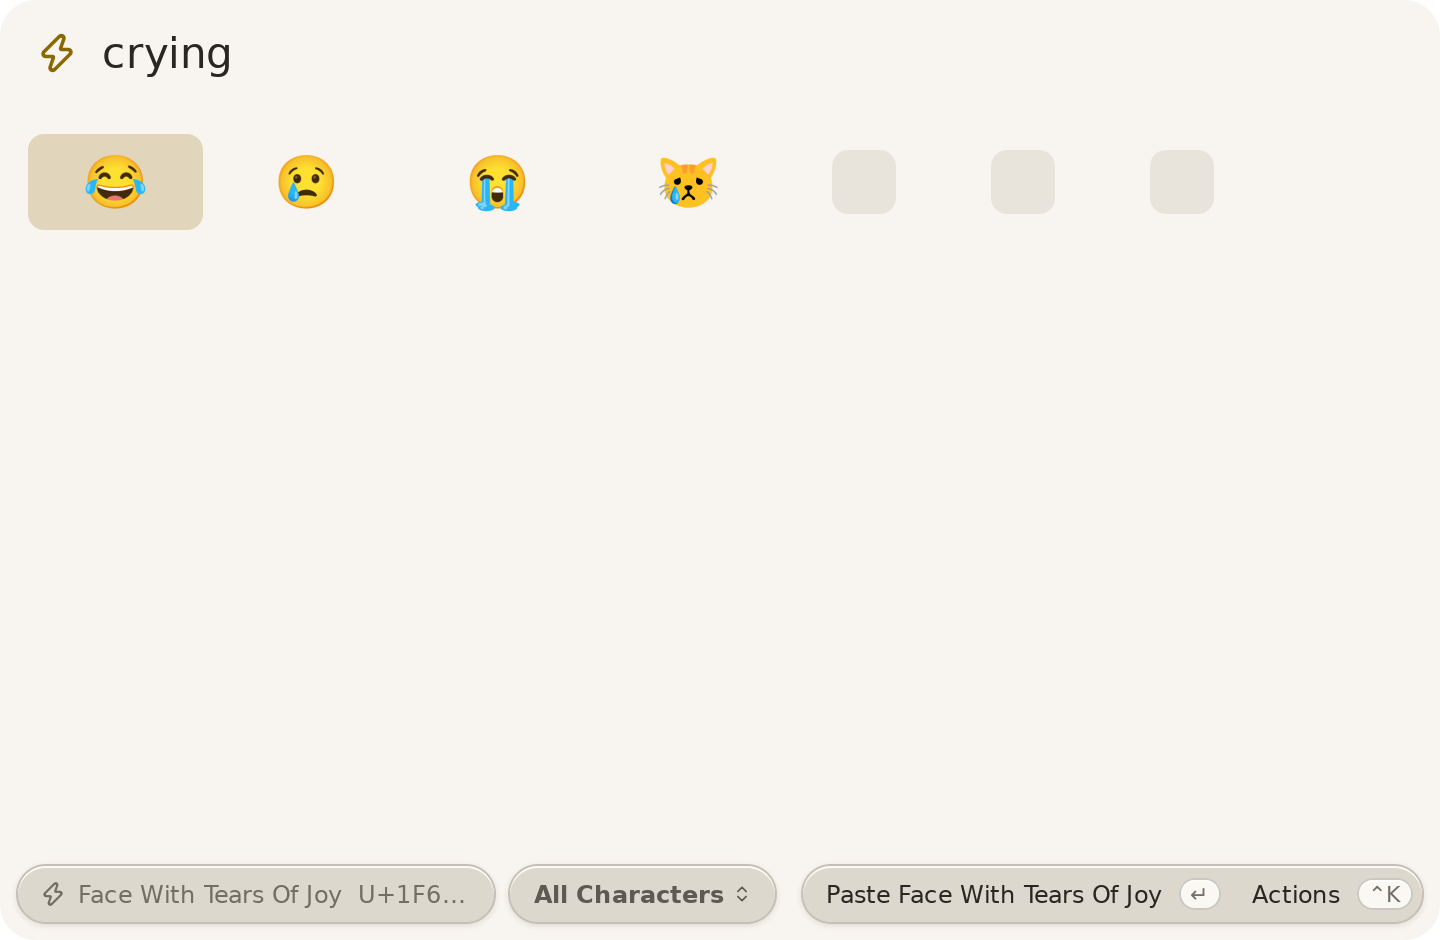 crying
😂 😢 😭 😿
Face With Tears Of Joy U+1F6…
All Characters
Paste Face With Tears Of Joy ↵
Actions ⌃K